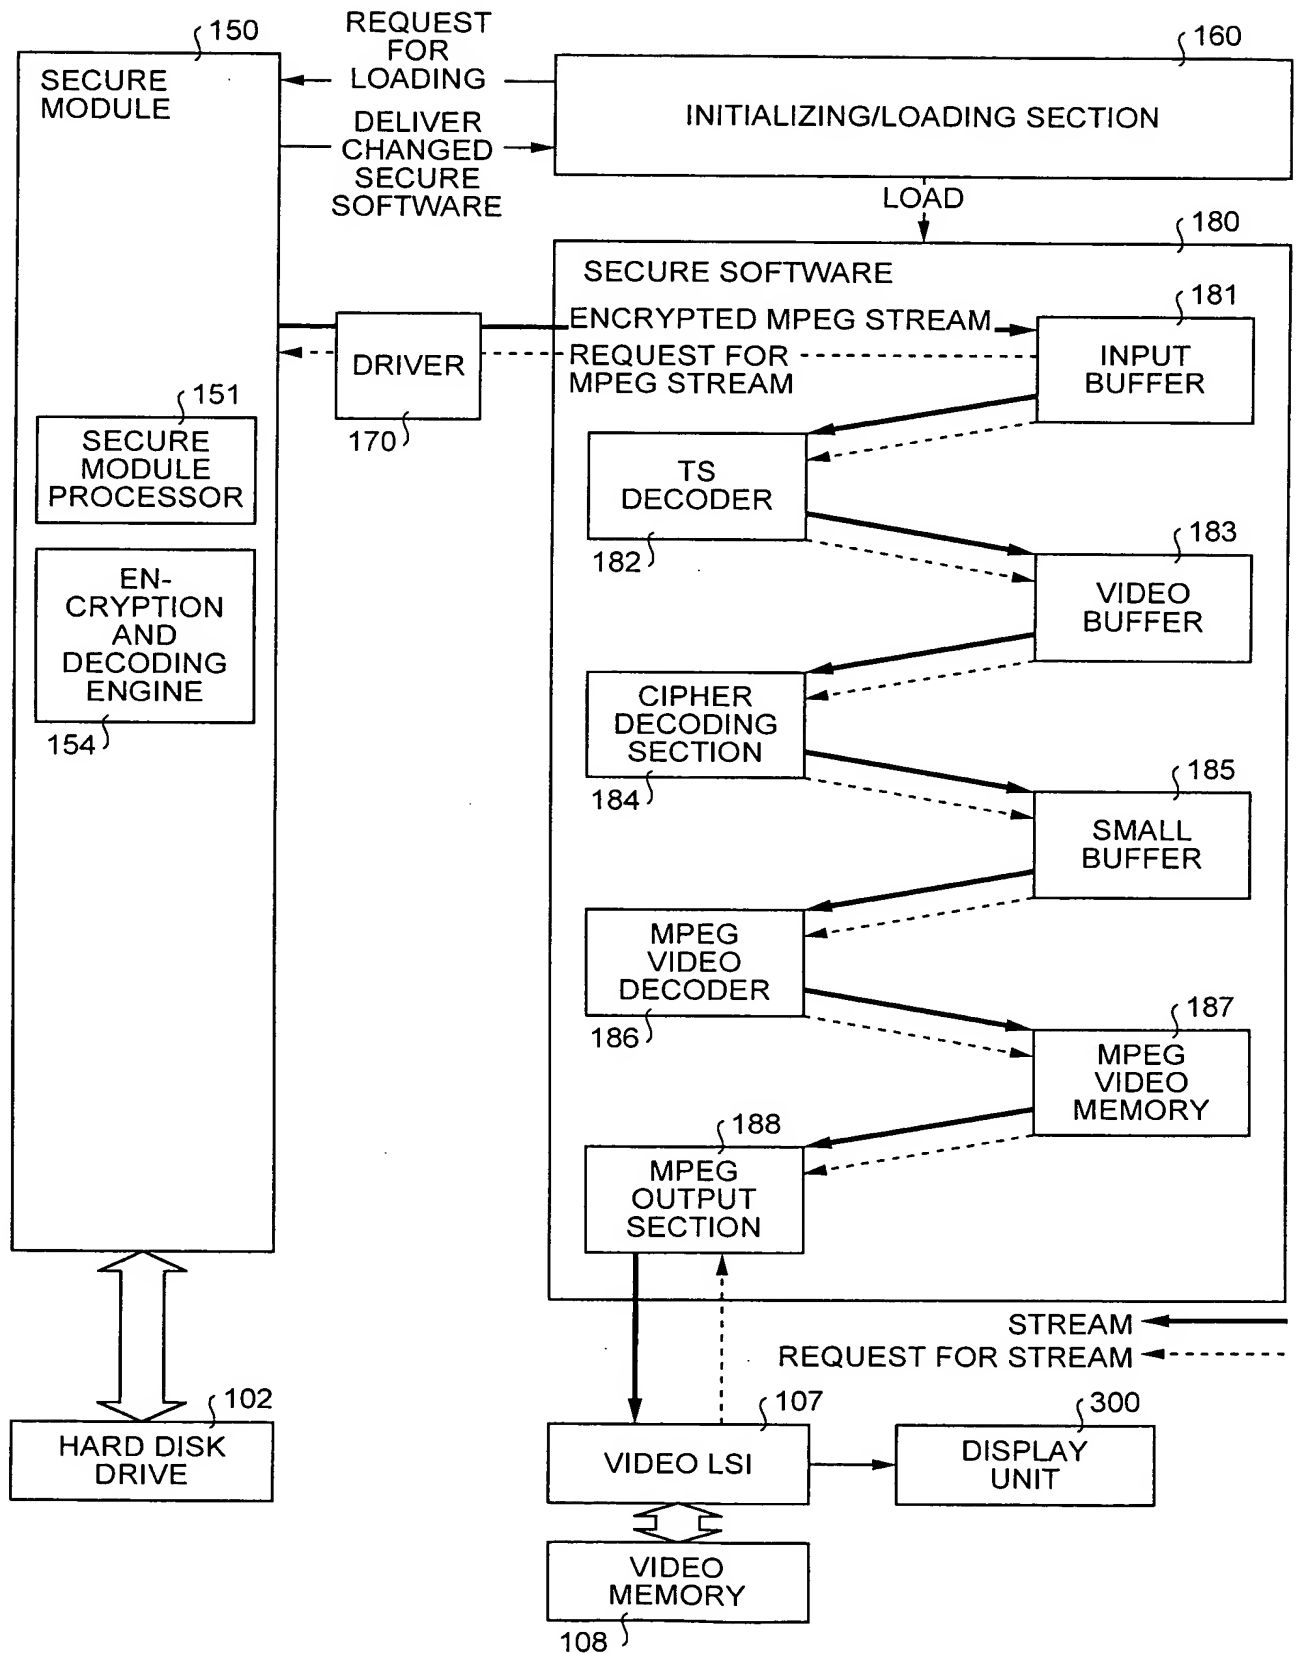 150
SECURE
MODULE
REQUEST
FOR
LOADING
DELIVER
CHANGED
SECURE
SOFTWARE
160
INITIALIZING/LOADING SECTION
LOAD
180
SECURE SOFTWARE
ENCRYPTED MPEG STREAM
REQUEST FOR
MPEG STREAM
DRIVER
170
181
INPUT
BUFFER
151
SECURE
MODULE
PROCESSOR
EN-
CRYPTION
AND
DECODING
ENGINE
154
TS
DECODER
182
183
VIDEO
BUFFER
CIPHER
DECODING
SECTION
184
185
SMALL
BUFFER
MPEG
VIDEO
DECODER
186
187
MPEG
VIDEO
MEMORY
188
MPEG
OUTPUT
SECTION
STREAM
REQUEST FOR STREAM
102
HARD DISK
DRIVE
107
VIDEO LSI
300
DISPLAY
UNIT
VIDEO
MEMORY
108